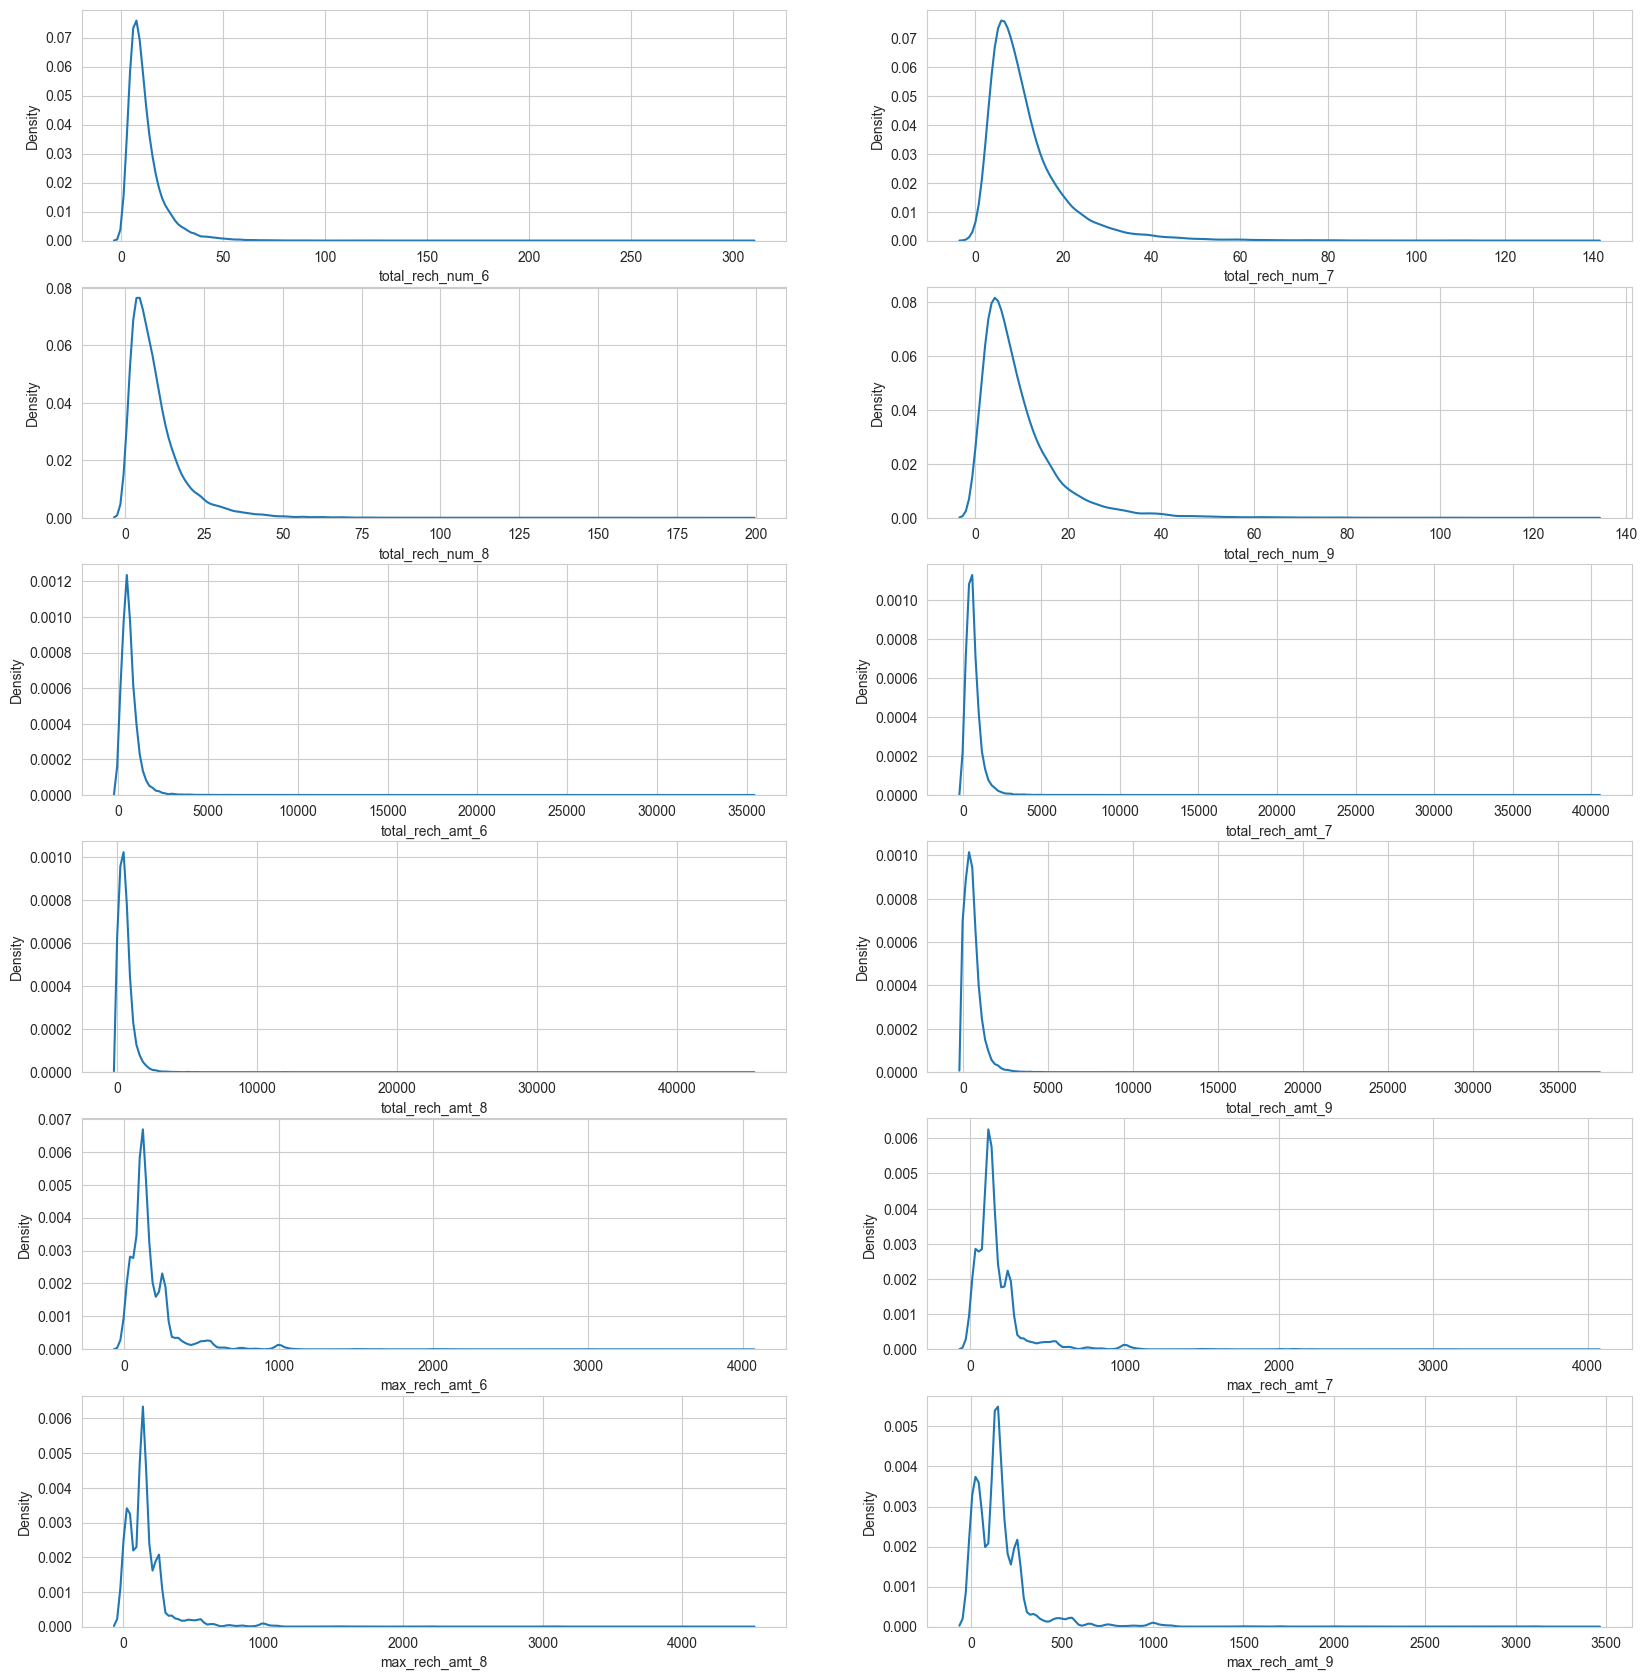 0.07
0.06
0.05
0.04
0.03
0.02
0.01
0.00
Density
0 50 100 150 200 250 300
total_rech_num_6
0.07
0.06
0.05
0.04
0.03
0.02
0.01
0.00
Density
0 20 40 60 80 100 120 140
total_rech_num_7
0.08
0.06
0.04
0.02
0.00
Density
0 25 50 75 100 125 150 175 200
total_rech_num_8
0.08
0.06
0.04
0.02
0.00
Density
0 20 40 60 80 100 120 140
total_rech_num_9
0.0012
0.0010
0.0008
0.0006
0.0004
0.0002
0.0000
Density
0 5000 10000 15000 20000 25000 30000 35000
total_rech_amt_6
0.0010
0.0008
0.0006
0.0004
0.0002
0.0000
Density
0 5000 10000 15000 20000 25000 30000 35000 40000
total_rech_amt_7
0.0010
0.0008
0.0006
0.0004
0.0002
0.0000
Density
0 10000 20000 30000 40000
total_rech_amt_8
0.0010
0.0008
0.0006
0.0004
0.0002
0.0000
Density
0 5000 10000 15000 20000 25000 30000 35000
total_rech_amt_9
0.007
0.006
0.005
0.004
0.003
0.002
0.001
0.000
Density
0 1000 2000 3000 4000
max_rech_amt_6
0.006
0.005
0.004
0.003
0.002
0.001
0.000
Density
0 1000 2000 3000 4000
max_rech_amt_7
0.006
0.005
0.004
0.003
0.002
0.001
0.000
Density
0 1000 2000 3000 4000
max_rech_amt_8
0.005
0.004
0.003
0.002
0.001
0.000
Density
0 500 1000 1500 2000 2500 3000 3500
max_rech_amt_9